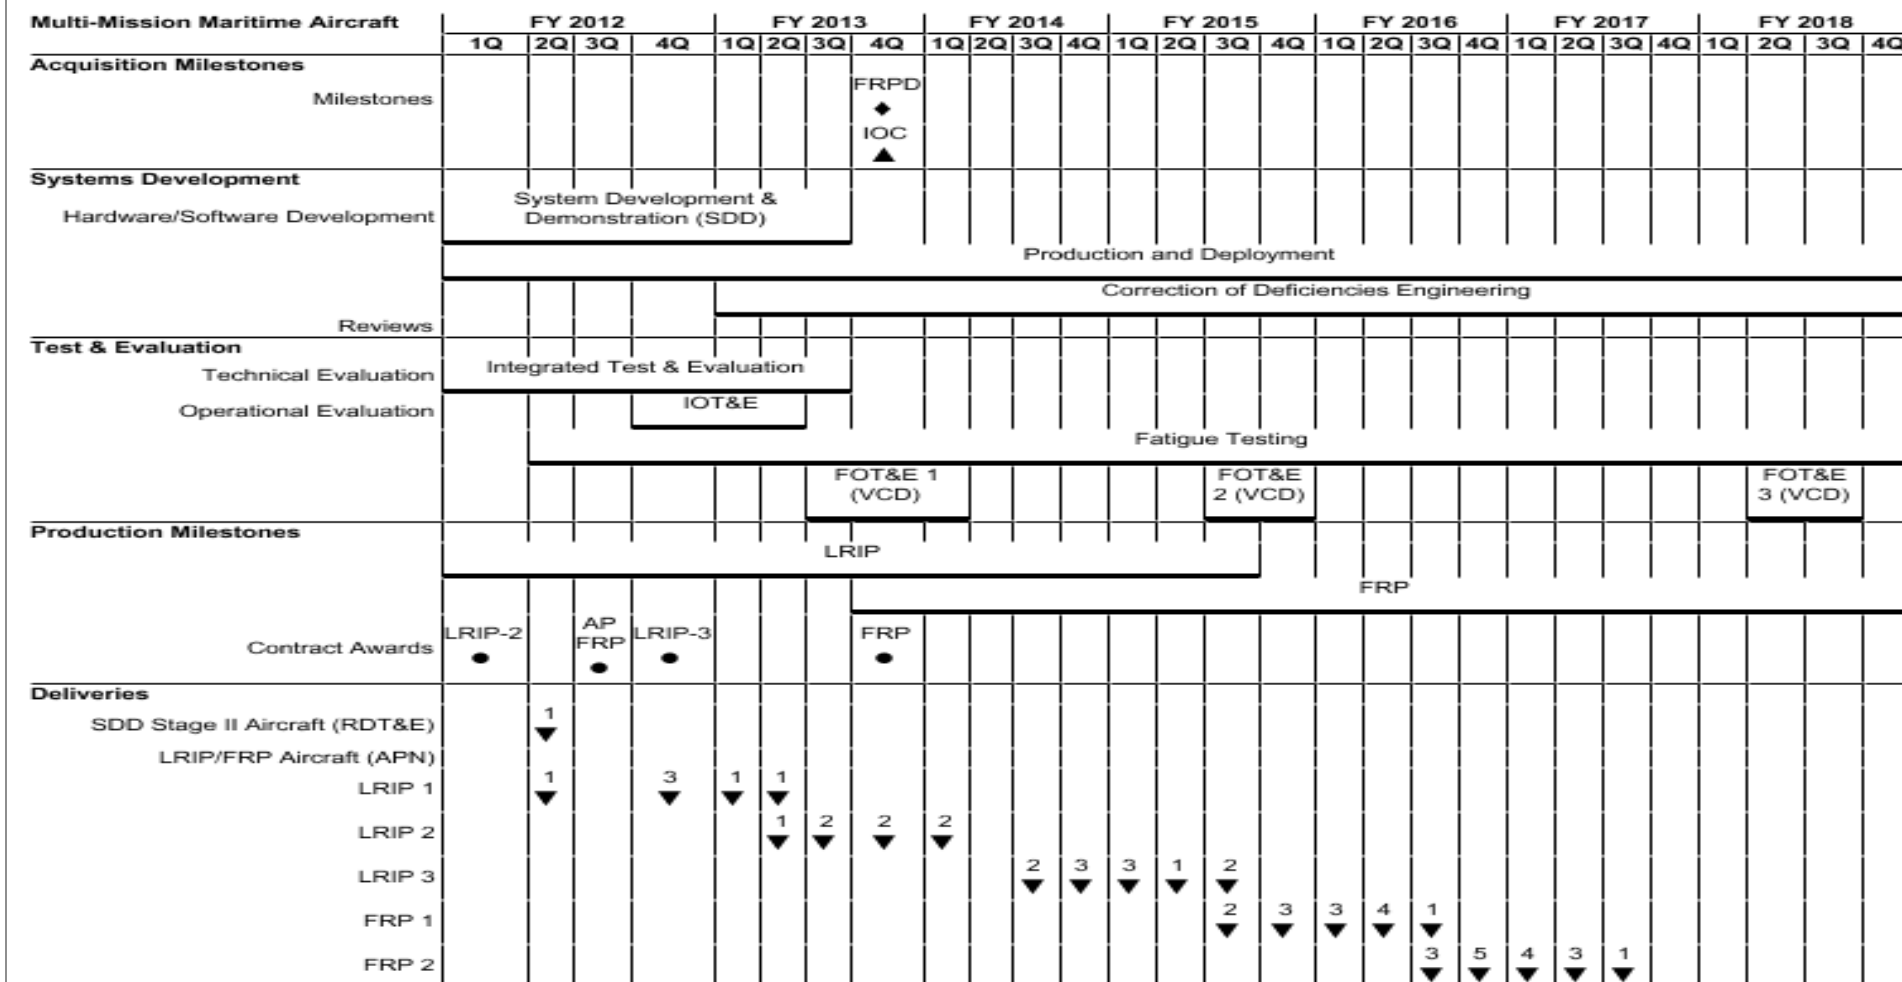 Multi-Mission Maritime Aircraft FY 2012 FY 2013 FY 2014 FY 2015 FY 2016 FY 2017 FY 2018
1Q 2Q 3Q 4Q 1Q 2Q 3Q 4Q 1Q 2Q 3Q 4Q 1Q 2Q 3Q 4Q 1Q 2Q 3Q 4Q 1Q 2Q 3Q 4Q 1Q 2Q 3Q 4Q
Acquisition Milestones
FRPD
Milestones
IOC
Systems Development
System Development &
Hardware/Software Development Demonstration (SDD)
Production and Deployment
Correction of Deficiencies Engineering
Reviews
Test & Evaluation
Integrated Test & Evaluation
Technical Evaluation
Operational Evaluation IOT&E
Fatigue Testing
FOT&E 1 FOT&E FOT&E
(VCD) 2 (VCD) 3 (VCD)
Production Milestones
LRIP
FRP
AP
LRIP-2 FRP LRIP-3 FRP
Contract Awards
Deliveries
SDD Stage II Aircraft (RDT&E) 1
LRIP/FRP Aircraft (APN)
LRIP 1 1 3 1 1
LRIP 2 1 2 2 2
LRIP 3 2 3 3 1 2
FRP 1 2 3 3 4 1
FRP 2 3 5 4 3 1